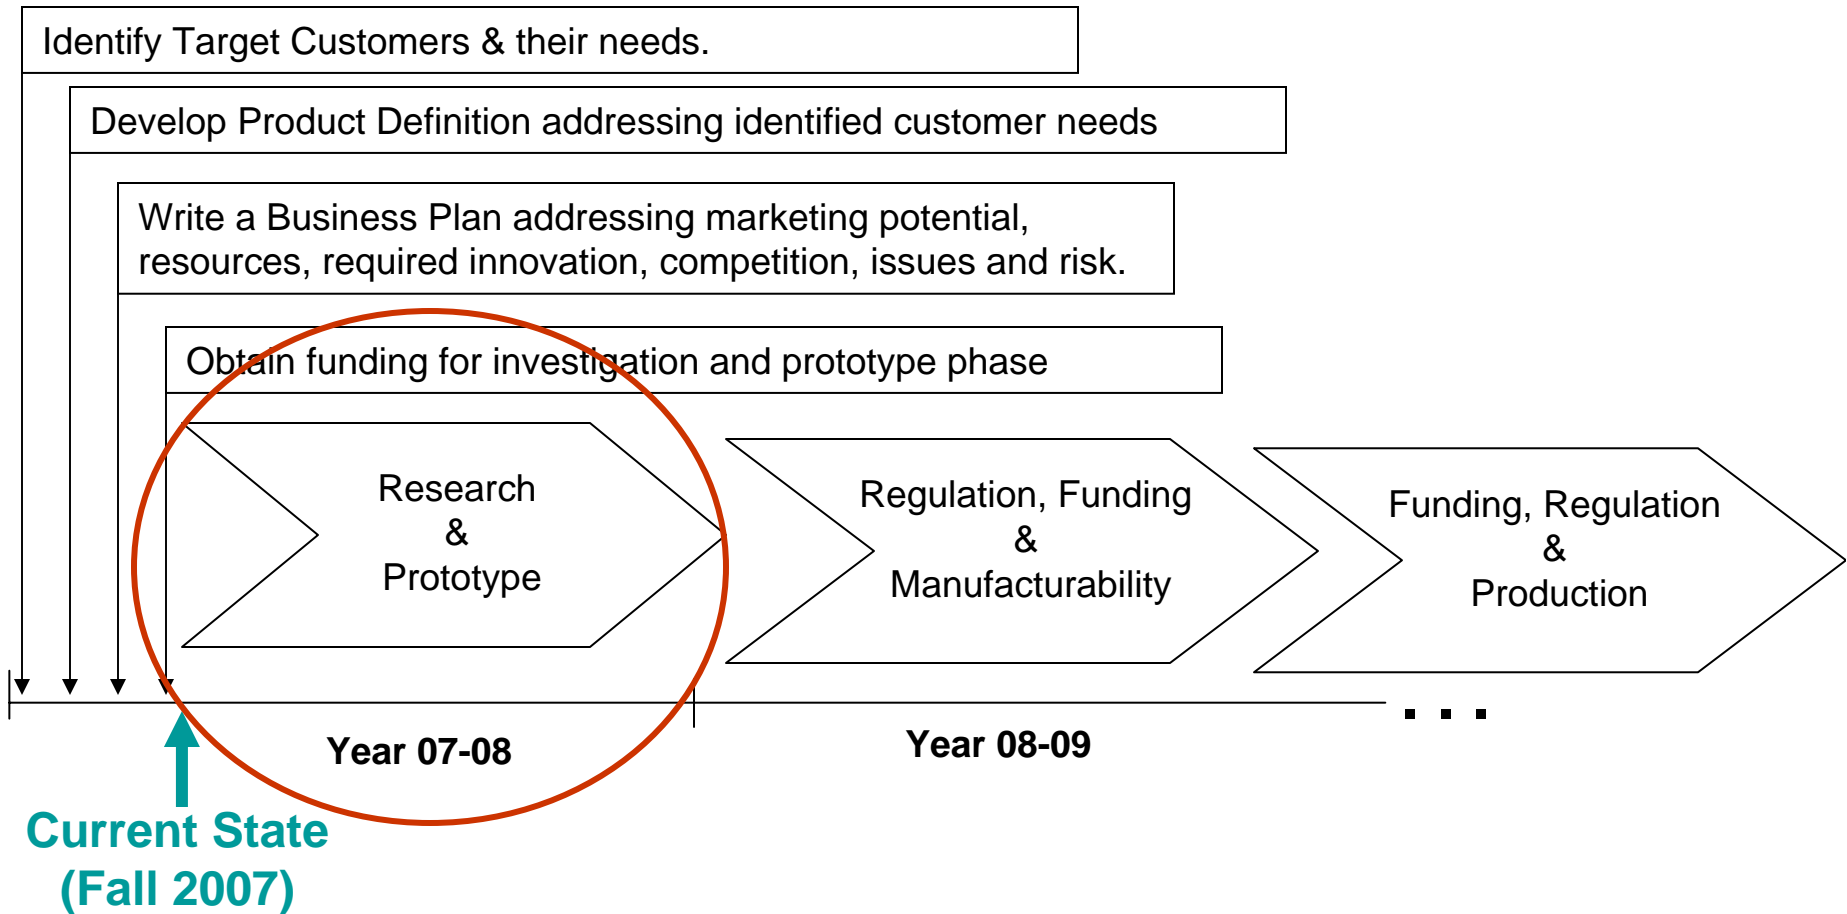 Identify Target Customers & their needs.
Develop Product Definition addressing identified customer needs
Write a Business Plan addressing marketing potential,
resources, required innovation, competition, issues and risk.
Obtain funding for investigation and prototype phase
Research
&
Prototype
Regulation, Funding
&
Manufacturability
Funding, Regulation
&
Production
. . .
Year 07-08
Year 08-09
Current State
(Fall 2007)